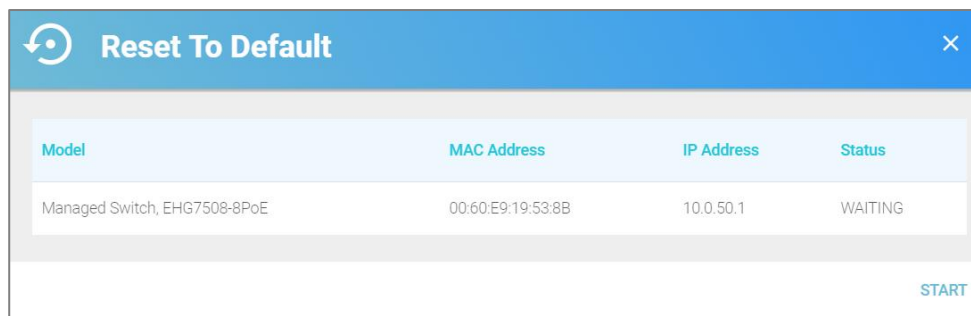 Reset To Default
Model MAC Address IP Address Status
Managed Switch, EHG7508-8PoE 00:60:E9:19:53:8B 10.0.50.1 WAITING
START